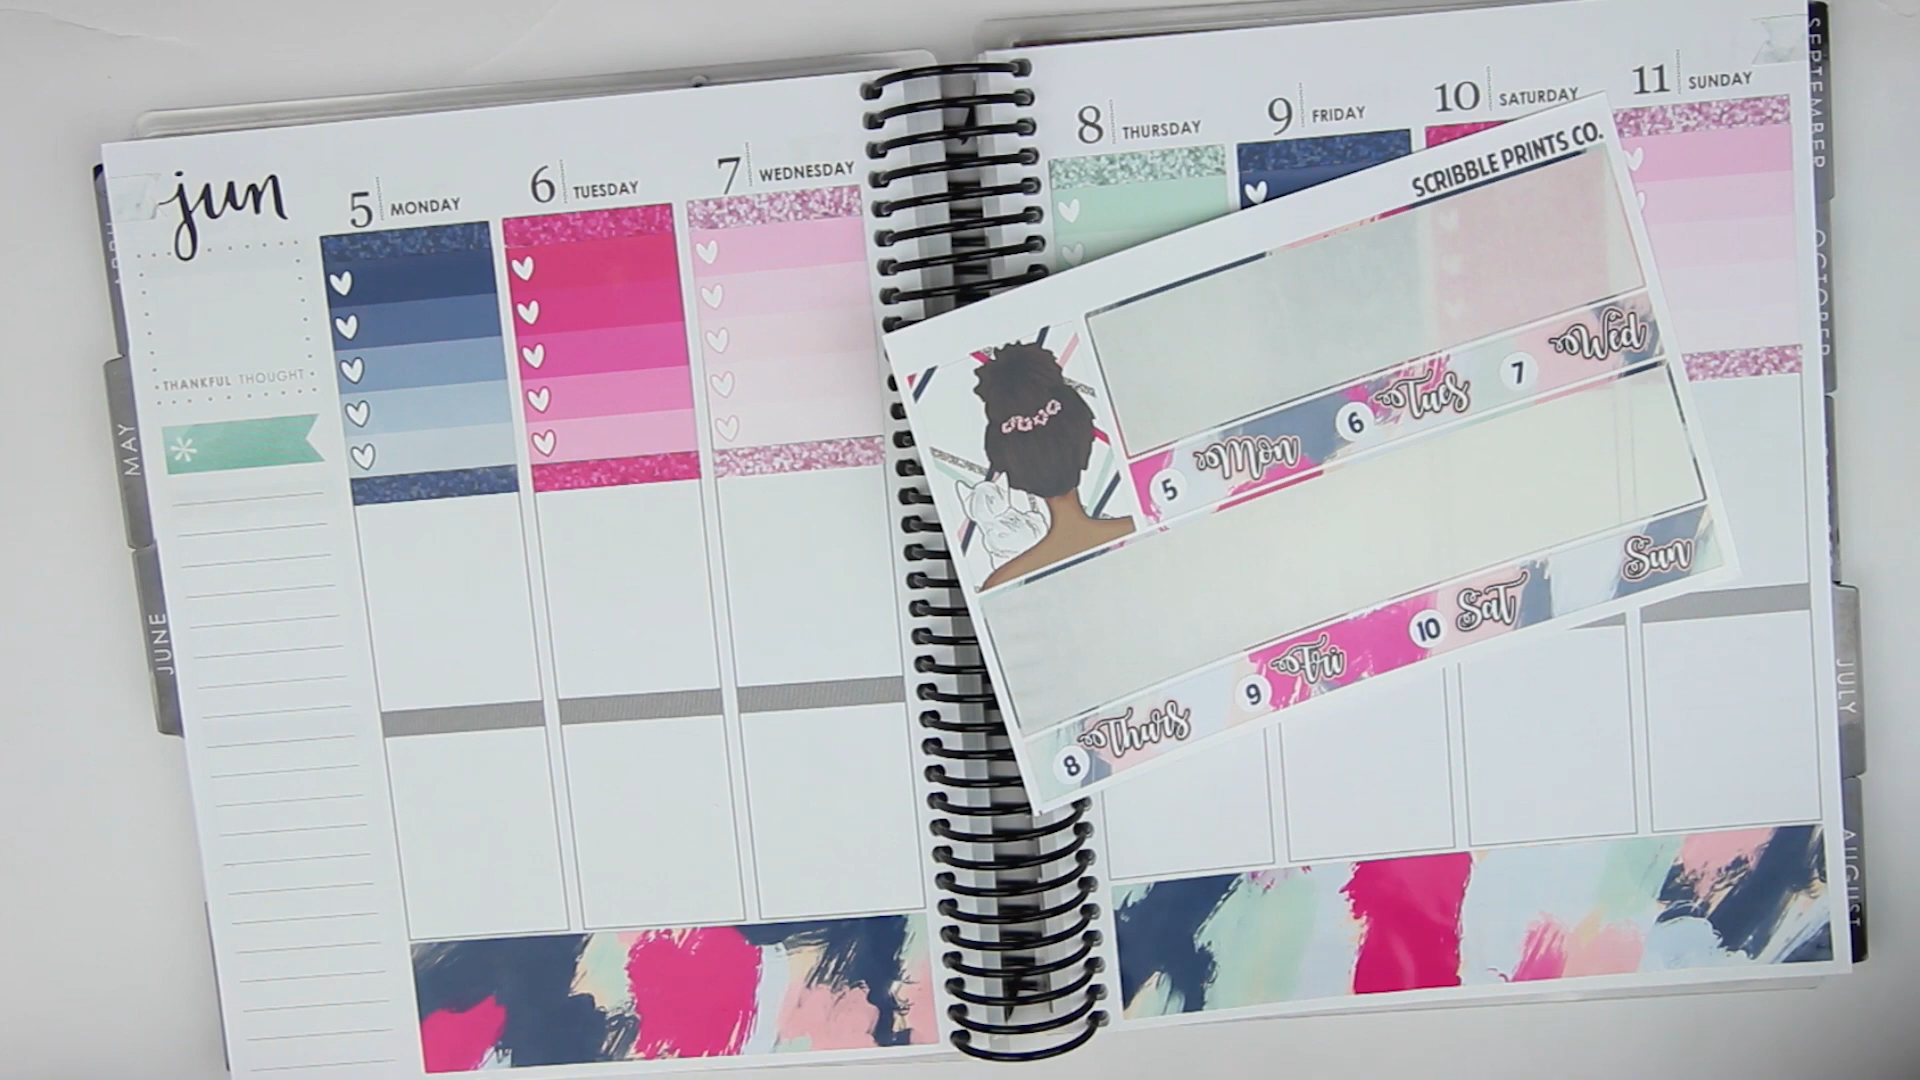 jun
5 MONDAY
6 TUESDAY
7 WEDNESDAY
8 THURSDAY
9 FRIDAY
10 SATURDAY
11 SUNDAY
THANKFUL THOUGHT
*
APRIL
MAY
JUNE
SEPTEMBER
OCTOBER
JULY
AUGUST
SCRIBBLE PRINTS CO.
5 Mon 6 Tues 7 Wed
8 Thurs 9 Fri 10 Sat Sun